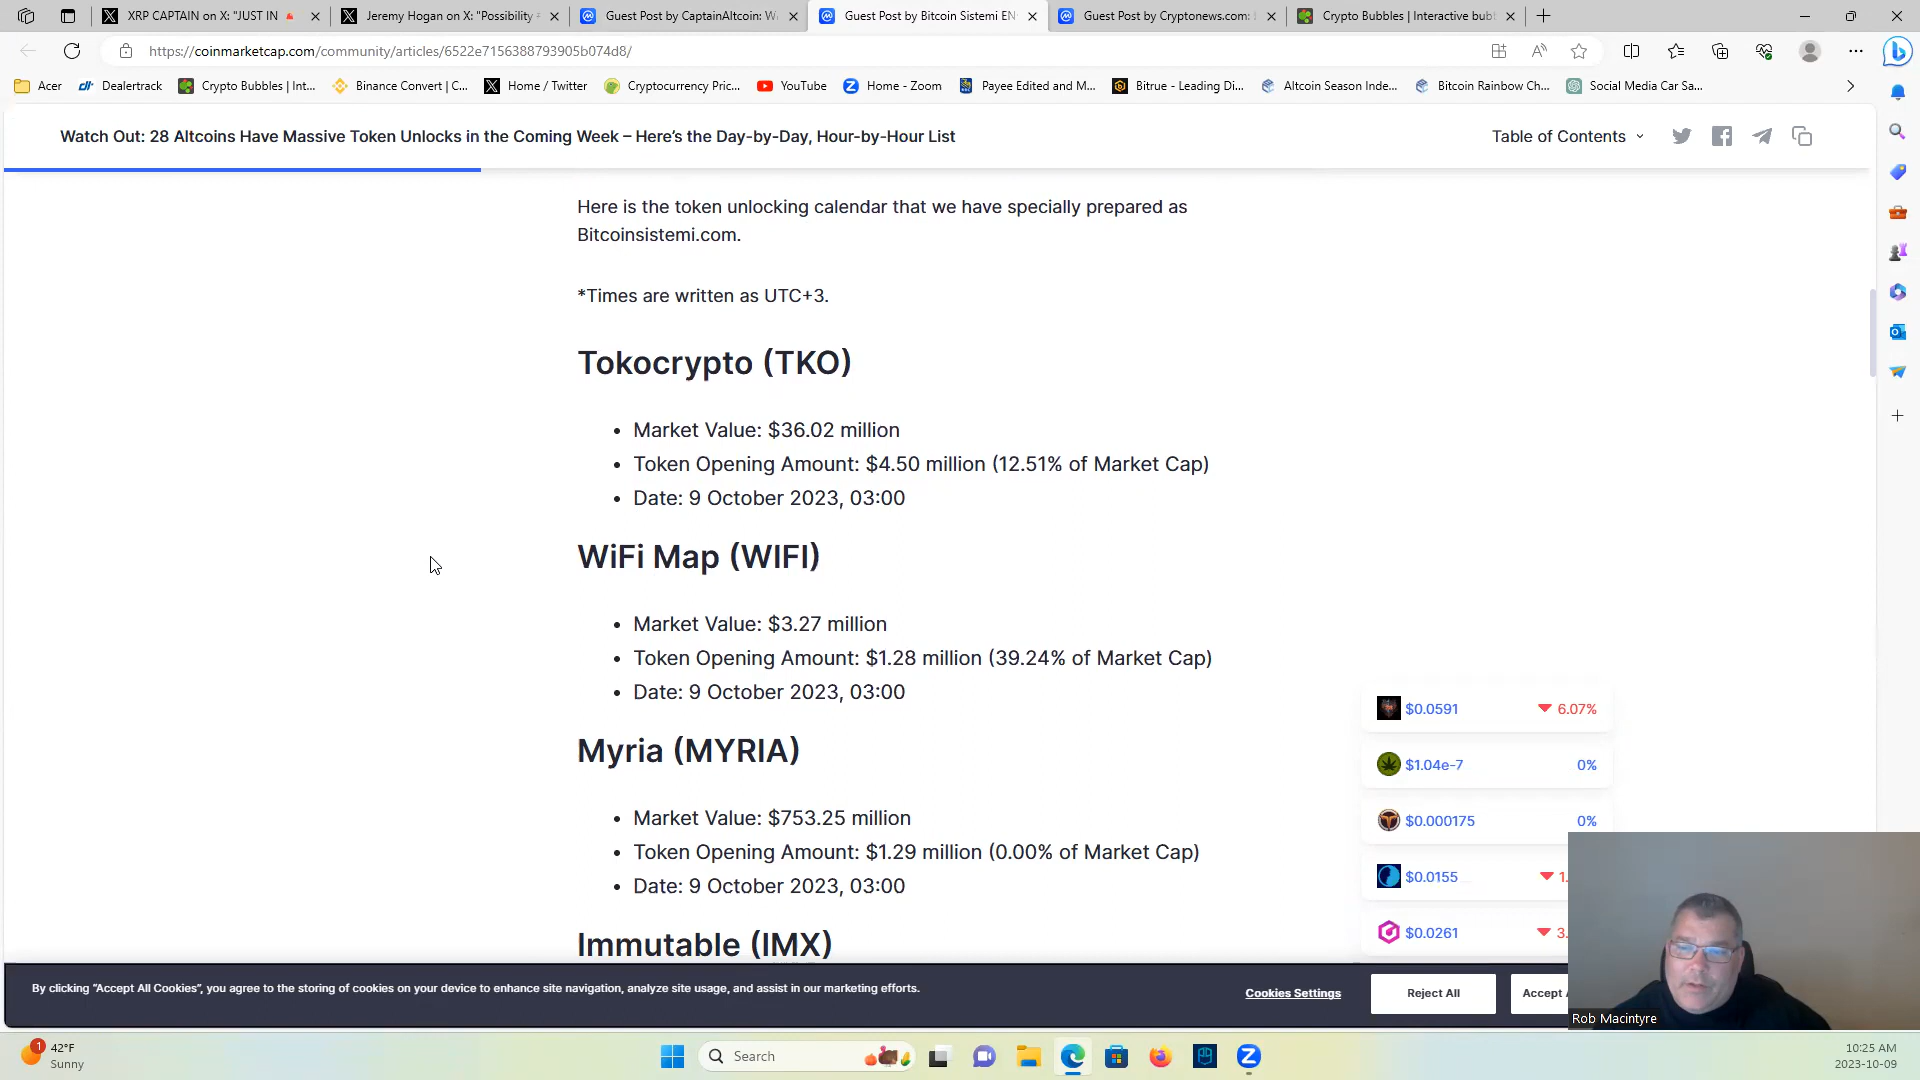 XRP CAPTAIN on X: "JUST IN
Jeremy Hogan on X: "Possibility
Guest Post by CaptainAltcoin: W
Guest Post by Bitcoin Sistemi EN
Guest Post by Cryptonews.com:
Crypto Bubbles | Interactive bubb
https://coinmarketcap.com/community/articles/6522e7156388793905b074d8/
Acer
Dealertrack
Crypto Bubbles | Int...
Binance Convert | C...
Home / Twitter
Cryptocurrency Pric...
YouTube
Home - Zoom
Payee Edited and M...
Bitrue - Leading Di...
Altcoin Season Inde...
Bitcoin Rainbow Ch...
Social Media Car Sa...
Watch Out: 28 Altcoins Have Massive Token Unlocks in the Coming Week – Here's the Day-by-Day, Hour-by-Hour List
Table of Contents
Here is the token unlocking calendar that we have specially prepared as
Bitcoinsistemi.com.
*Times are written as UTC+3.
Tokocrypto (TKO)
• Market Value: $36.02 million
• Token Opening Amount: $4.50 million (12.51% of Market Cap)
• Date: 9 October 2023, 03:00
WiFi Map (WIFI)
• Market Value: $3.27 million
• Token Opening Amount: $1.28 million (39.24% of Market Cap)
• Date: 9 October 2023, 03:00
Myria (MYRIA)
• Market Value: $753.25 million
• Token Opening Amount: $1.29 million (0.00% of Market Cap)
• Date: 9 October 2023, 03:00
Immutable (IMX)
$0.0591 6.07%
$1.04e-7 0%
$0.000175 0%
$0.0155 1.
$0.0261 3.
By clicking "Accept All Cookies", you agree to the storing of cookies on your device to enhance site navigation, analyze site usage, and assist in our marketing efforts.
Cookies Settings
Reject All
Accept
Rob Macintyre
1
42°F
Sunny
Search
10:25 AM
2023-10-09